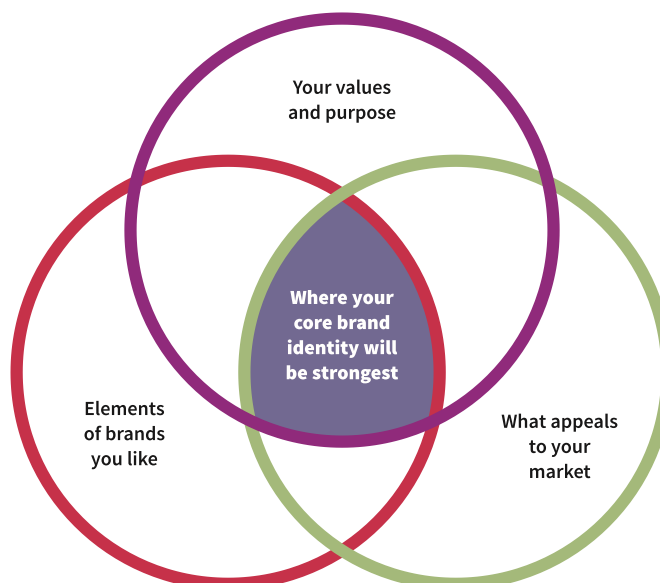 Your values
and purpose
Where your
core brand
identity will
be strongest
Elements
of brands
you like
What appeals
to your
market